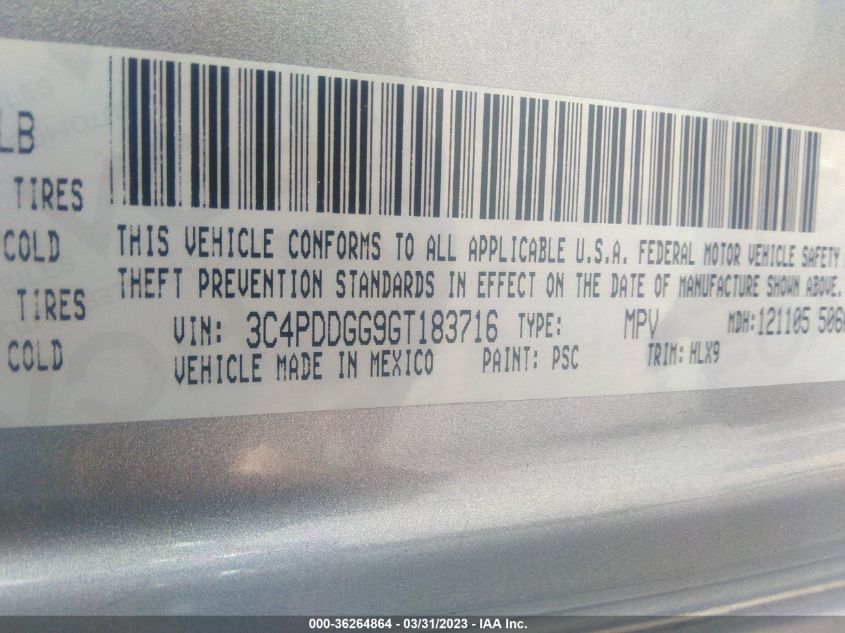 LB
TIRES
COLD
TIRES
COLD
THIS VEHICLE CONFORMS TO ALL APPLICABLE U.S.A. FEDERAL MOTOR VEHICLE SAFETY
THEFT PREVENTION STANDARDS IN EFFECT ON THE DATE OF MANUFACTURE SHOWN ABOVE.
VIN: 3C4PDDGG9GT183716 TYPE: MPV MDH:121105 506
VEHICLE MADE IN MEXICO PAINT: PSC TRIM: HLX9
000-36264864 - 03/31/2023 - IAA Inc.